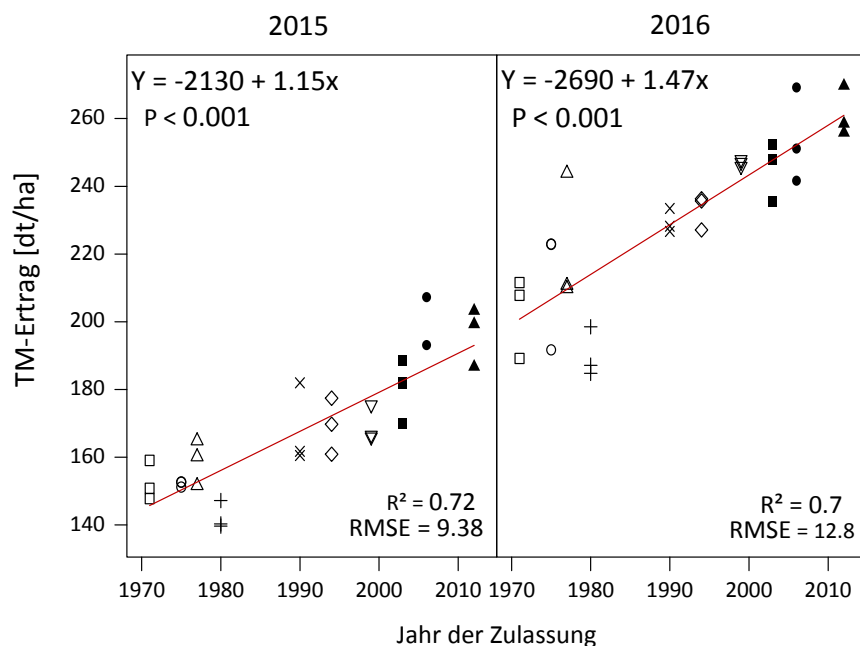 2015
2016
Y = -2130 + 1.15x
P < 0.001
Y = -2690 + 1.47x
P < 0.001
TM-Ertrag [dt/ha]
260
240
220
200
180
160
140
R² = 0.72
RMSE = 9.38
R² = 0.7
RMSE = 12.8
1970 1980 1990 2000 2010 1970 1980 1990 2000 2010
Jahr der Zulassung